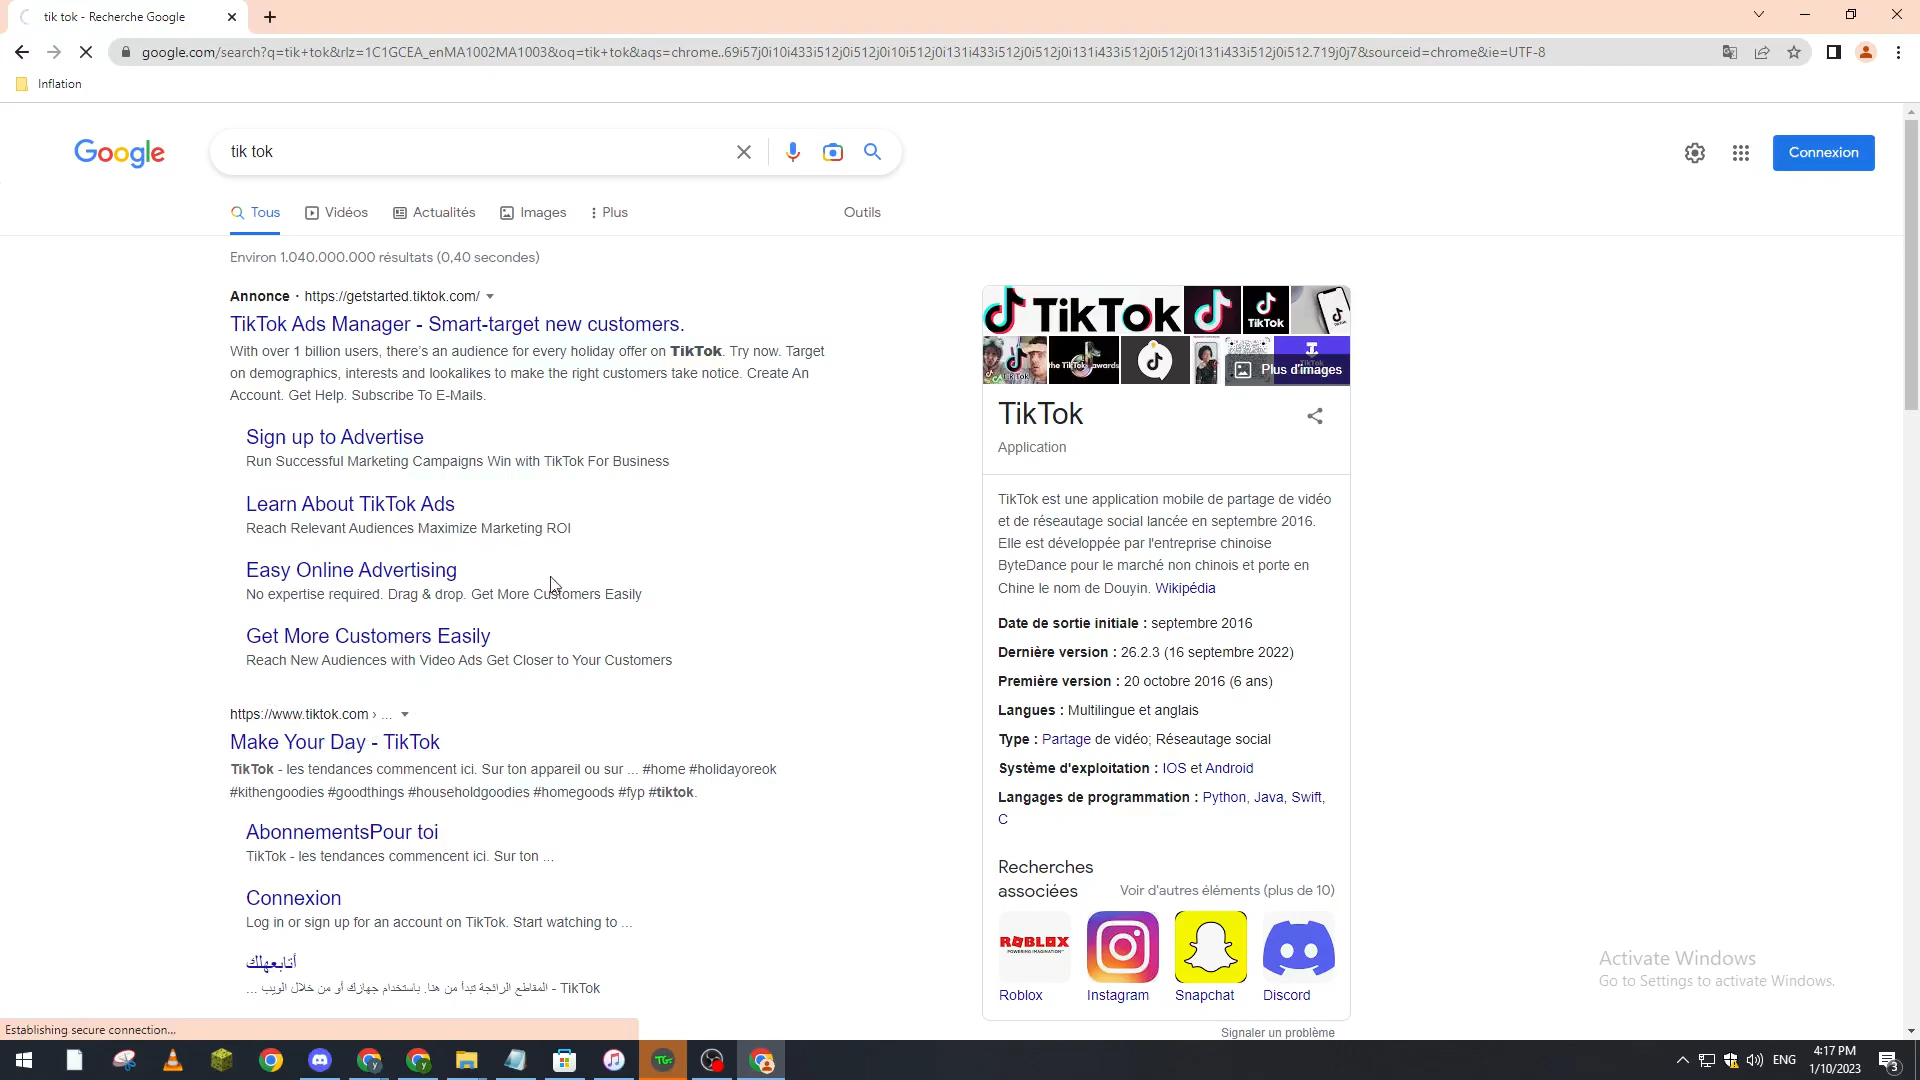 tik tok - Recherche Google
google.com/search?q=tik+tok&rlz=1C1GCEA_enMA1002MA1003&oq=tik+tok&aqs=chrome..69i57j0i10i433i512j0i512j0i10i512j0i131i433i512j0i512j0i131i433i512j0i512j0i131i433i512j0i512.719j0j7&sourceid=chrome&ie=UTF-8
Inflation
Google
tik tok
Connexion
Tous
Vidéos
Actualités
Images
Plus
Outils
Environ 1.040.000.000 résultats (0,40 secondes)
Annonce · https://getstarted.tiktok.com/
TikTok Ads Manager - Smart-target new customers.
With over 1 billion users, there's an audience for every holiday offer on TikTok. Try now. Target
on demographics, interests and lookalikes to make the right customers take notice. Create An
Account. Get Help. Subscribe To E-Mails.
Sign up to Advertise
Run Successful Marketing Campaigns Win with TikTok For Business
Learn About TikTok Ads
Reach Relevant Audiences Maximize Marketing ROI
Easy Online Advertising
No expertise required. Drag & drop. Get More Customers Easily
Get More Customers Easily
Reach New Audiences with Video Ads Get Closer to Your Customers
https://www.tiktok.com › ...
Make Your Day - TikTok
TikTok - les tendances commencent ici. Sur ton appareil ou sur ... #home #holidayoreok
#kithengoodies #goodthings #householdgoodies #homegoods #fyp #tiktok.
AbonnementsPour toi
TikTok - les tendances commencent ici. Sur ton ...
Connexion
Log in or sign up for an account on TikTok. Start watching to ...
أتابعهلك
TikTok - المقاطع الرائجة تبدأ من هنا. باستخدام جهازك أو من خلال الويب ...
TikTok
TikTok
the TikTok awards
Plus d'images
TikTok
Application
TikTok est une application mobile de partage de vidéo
et de réseautage social lancée en septembre 2016.
Elle est développée par l'entreprise chinoise
ByteDance pour le marché non chinois et porte en
Chine le nom de Douyin. Wikipédia
Date de sortie initiale : septembre 2016
Dernière version : 26.2.3 (16 septembre 2022)
Première version : 20 octobre 2016 (6 ans)
Langues : Multilingue et anglais
Type : Partage de vidéo; Réseautage social
Système d'exploitation : IOS et Android
Langages de programmation : Python, Java, Swift,
C
Recherches
associées
Voir d'autres éléments (plus de 10)
ROBLOX
Roblox
Instagram
Snapchat
Discord
Signaler un problème
Activate Windows
Go to Settings to activate Windows.
Establishing secure connection...
ENG
4:17 PM
1/10/2023
3